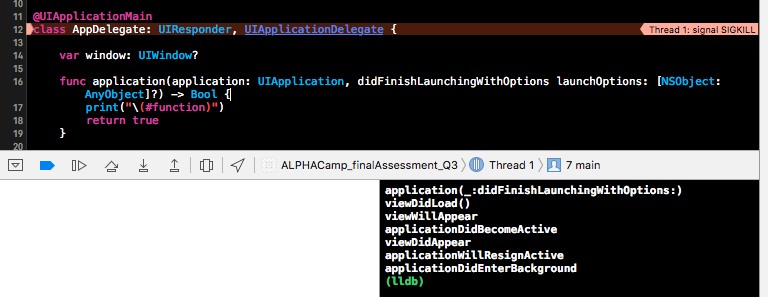 10
11 @UIApplicationMain
12 class AppDelegate: UIResponder, UIApplicationDelegate { Thread 1: signal SIGKILL
13
14 var window: UIWindow?
15
16 func application(application: UIApplication, didFinishLaunchingWithOptions launchOptions: [NSObject:
AnyObject]?) -> Bool {
17 print("\(#function)")
18 return true
19 }
20
ALPHACamp_finalAssessment_Q3 Thread 1 7 main
application(_:didFinishLaunchingWithOptions:)
viewDidLoad()
viewWillAppear
applicationDidBecomeActive
viewDidAppear
applicationWillResignActive
applicationDidEnterBackground
(lldb)